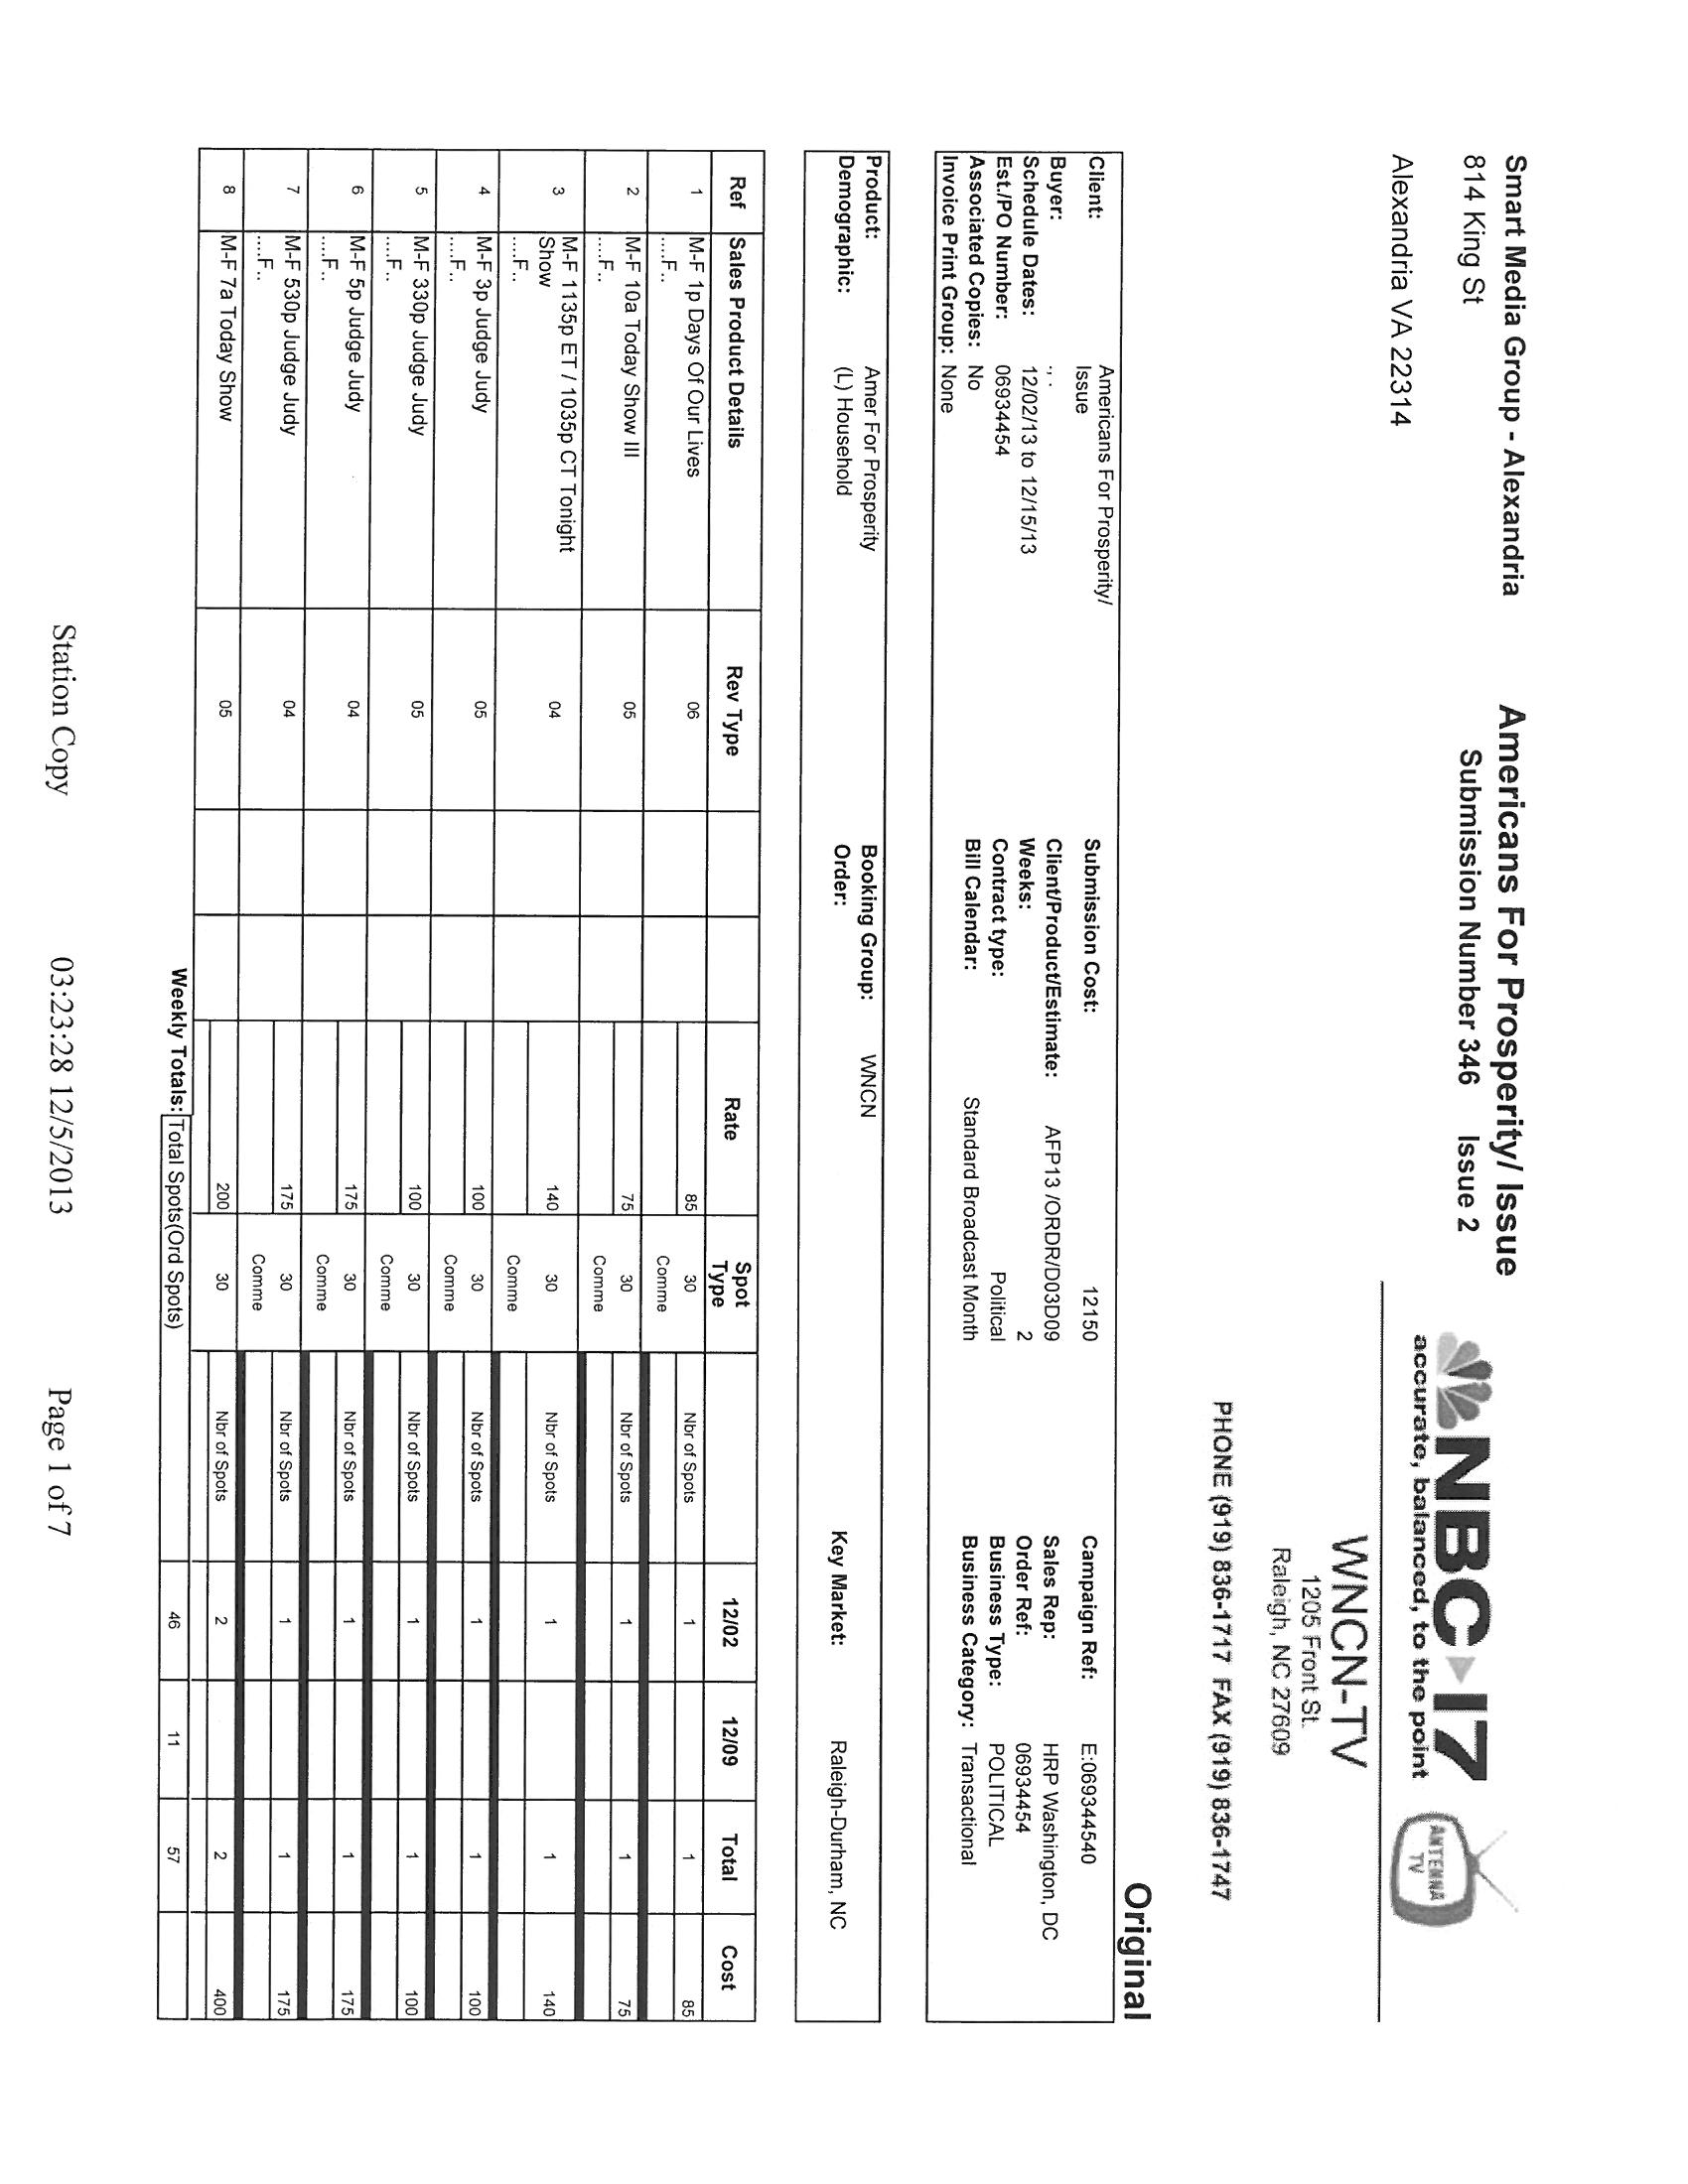 Smart Media Group - Alexandria
814 King St
Alexandria VA 22314
Americans For Prosperity/ Issue
Submission Number 346 Issue 2
NBC 17
accurate, balanced, to the point
ANTENNA TV
WNCN-TV
1205 Front St.
Raleigh, NC 27609
PHONE (919) 836-1717 FAX (919) 836-1747
Original
Client: Americans For Prosperity/ Issue
Buyer: , .
Schedule Dates: 12/02/13 to 12/15/13
Est./PO Number: 06934454
Associated Copies: No
Invoice Print Group: None
Submission Cost: 12150
Client/Product/Estimate: AFP13 /ORDR/D03D09
Weeks: 2
Contract type: Political
Bill Calendar: Standard Broadcast Month
Campaign Ref: E:069344540
Sales Rep: HRP Washington, DC
Order Ref: 06934454
Business Type: POLITICAL
Business Category: Transactional
Product: Amer For Prosperity Booking Group: WNCN
Demographic: (L) Household Order: Key Market: Raleigh-Durham, NC
Ref Sales Product Details Rev Type Rate Spot Type 12/02 12/09 Total Cost
1 M-F 1p Days Of Our Lives 06 85 30 Nbr of Spots 1 1 85
....F.. Comme
2 M-F 10a Today Show III 05 75 30 Nbr of Spots 1 1 75
....F.. Comme
3 M-F 1135p ET / 1035p CT Tonight 04 140 30 Nbr of Spots 1 1 140
Show Comme
....F..
4 M-F 3p Judge Judy 05 100 30 Nbr of Spots 1 1 100
....F.. Comme
5 M-F 330p Judge Judy 05 100 30 Nbr of Spots 1 1 100
....F.. Comme
6 M-F 5p Judge Judy 04 175 30 Nbr of Spots 1 1 175
....F.. Comme
7 M-F 530p Judge Judy 04 175 30 Nbr of Spots 1 1 175
....F.. Comme
8 M-F 7a Today Show 05 200 30 Nbr of Spots 2 2 400
Weekly Totals: Total Spots(Ord Spots) 46 11 57
Station Copy 03:23:28 12/5/2013 Page 1 of 7